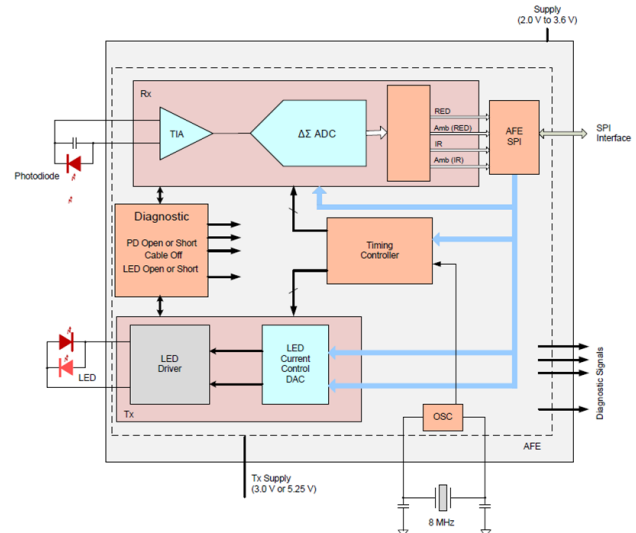 Supply
(2.0 V to 3.6 V)
Rx
TIA
ΔΣ ADC
RED
Amb (RED)
IR
Amb (IR)
AFE
SPI
SPI
Interface
Photodiode
Diagnostic
PD Open or Short
Cable Off
LED Open or Short
Timing
Controller
LED
Driver
LED
Current
Control
DAC
LED
Tx
OSC
Diagnostic Signals
AFE
Tx Supply
(3.0 V or 5.25 V)
8 MHz